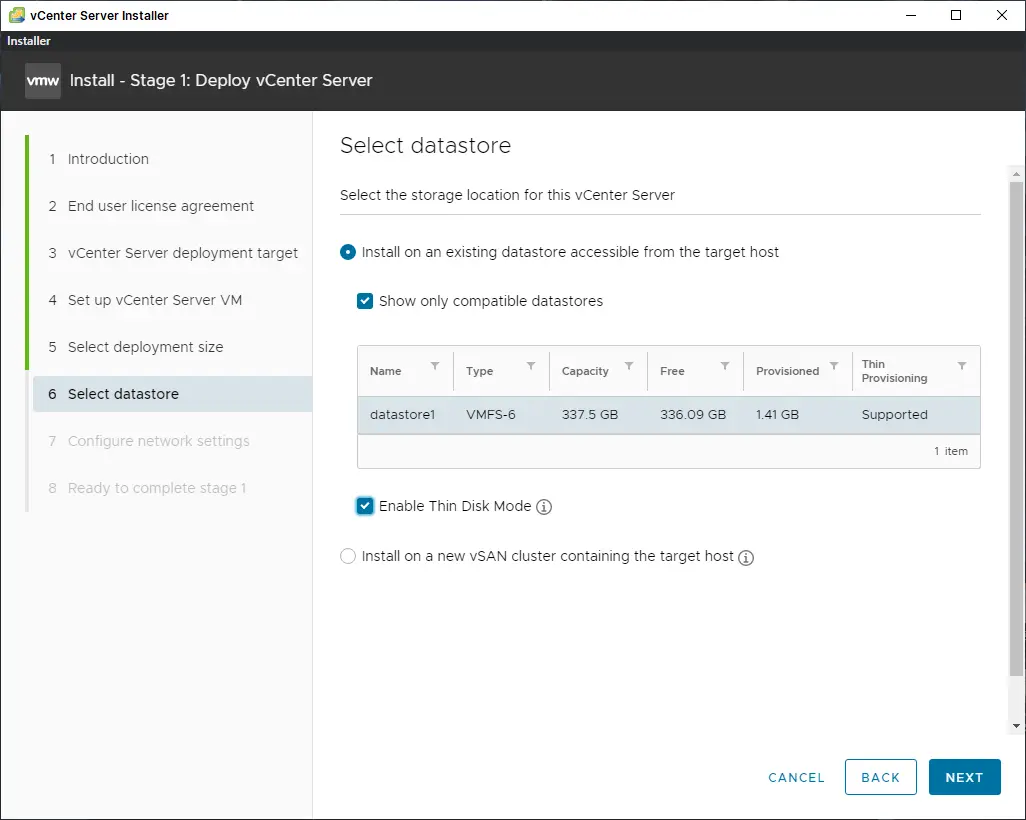 vCenter Server Installer
Installer
vmw Install - Stage 1: Deploy vCenter Server
1 Introduction
2 End user license agreement
3 vCenter Server deployment target
4 Set up vCenter Server VM
5 Select deployment size
6 Select datastore
7 Configure network settings
8 Ready to complete stage 1
Select datastore
Select the storage location for this vCenter Server
Install on an existing datastore accessible from the target host
Show only compatible datastores
Name Type Capacity Free Provisioned Thin Provisioning
datastore1 VMFS-6 337.5 GB 336.09 GB 1.41 GB Supported
1 item
Enable Thin Disk Mode
Install on a new vSAN cluster containing the target host
CANCEL BACK NEXT